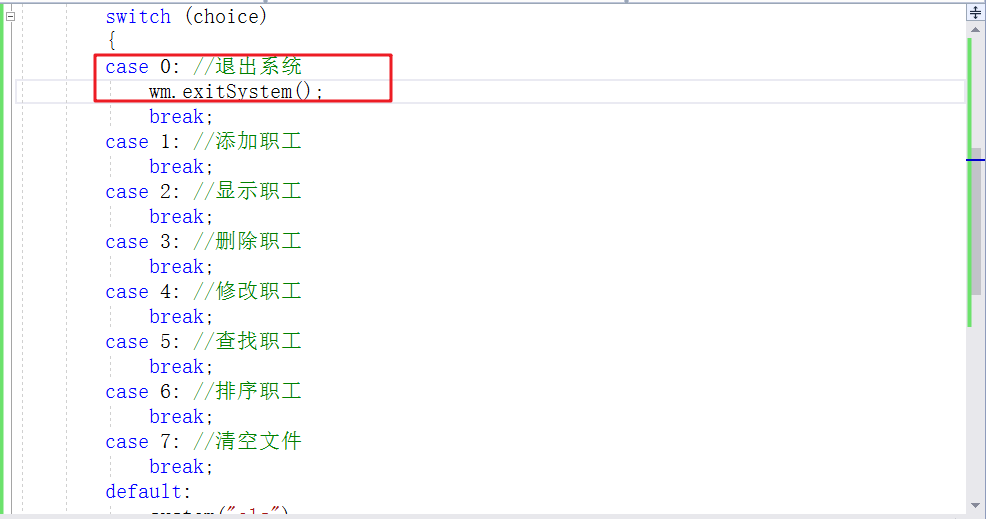 switch (choice)
{
case 0: //退出系统
wm.exitSystem();
break;
case 1: //添加职工
break;
case 2: //显示职工
break;
case 3: //删除职工
break;
case 4: //修改职工
break;
case 5: //查找职工
break;
case 6: //排序职工
break;
case 7: //清空文件
break;
default:
system("cls")